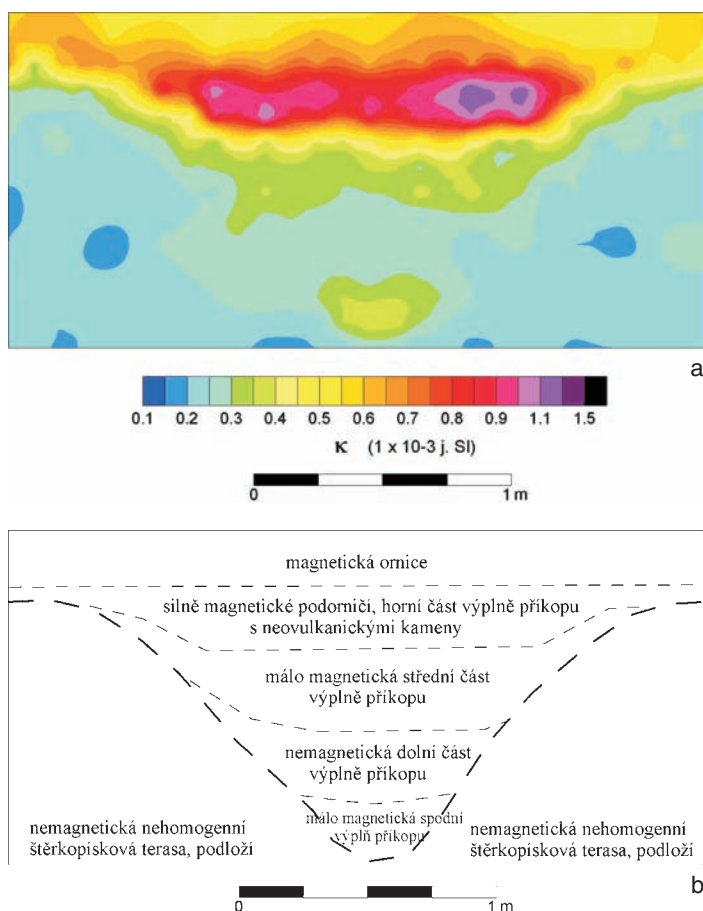 a
0.1 0.2 0.3 0.4 0.5 0.6 0.7 0.8 0.9 1.1 1.5
κ (1 x 10-3 j. SI)
0 1 m
magnetická ornice
silně magnetické podorničí, horní část výplně příkopu
s neovulkanickými kameny
málo magnetická střední část
výplně příkopu
nemagnetická dolní část
výplně příkopu
málo magnetická spodní
výplň příkopu
nemagnetická nehomogenní
štěrkopísková terasa, podloží
nemagnetická nehomogenní
štěrkopísková terasa, podloží
b
0 1 m